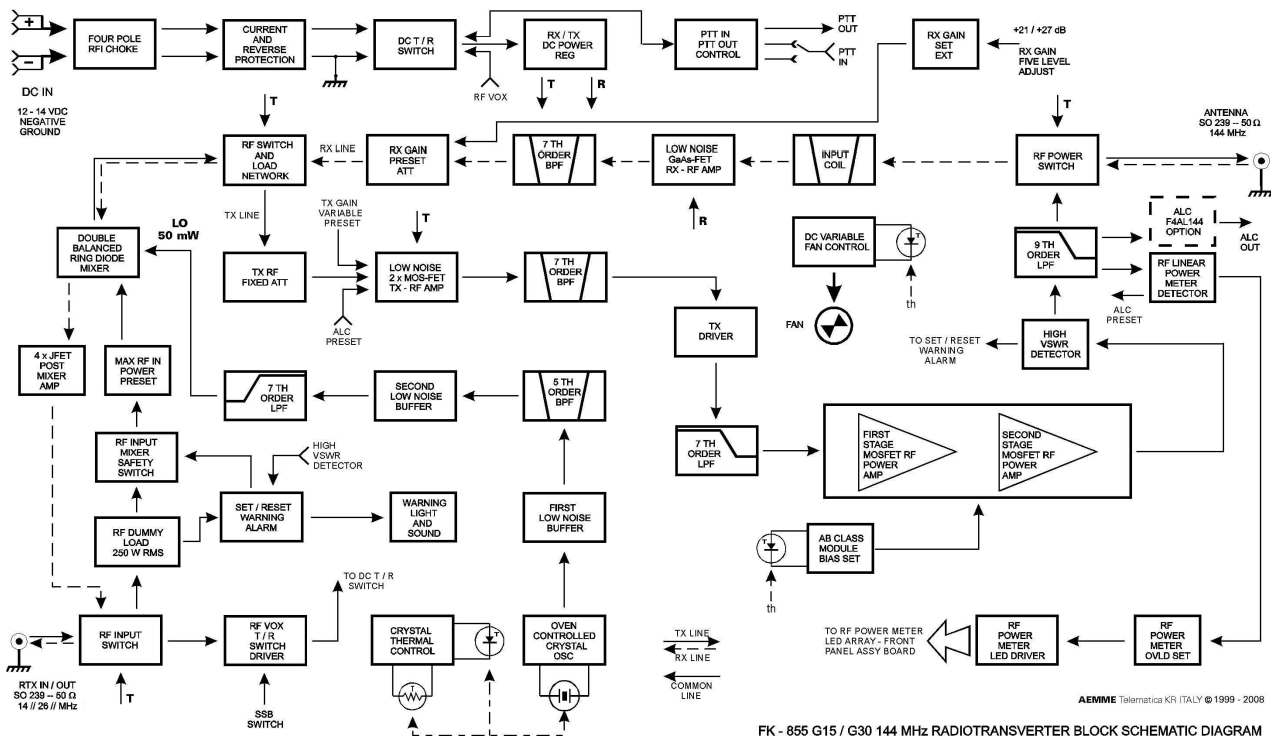 +
-
DC IN
12 - 14 VDC
NEGATIVE
GROUND
FOUR POLE
RFI CHOKE
CURRENT
AND
REVERSE
PROTECTION
DC T / R
SWITCH
RF VOX
RX / TX
DC POWER
REG
T
R
PTT IN
PTT OUT
CONTROL
PTT
OUT
PTT
IN
RX GAIN
SET
EXT
+21 / +27 dB
RX GAIN
FIVE LEVEL
ADJUST
T
RF SWITCH
AND
LOAD
NETWORK
RX LINE
RX GAIN
PRESET
ATT
7 TH
ORDER
BPF
LOW NOISE
GaAs-FET
RX - RF AMP
R
INPUT
COIL
T
RF POWER
SWITCH
ANTENNA
SO 239 -- 50 Ω
144 MHz
DOUBLE
BALANCED
RING DIODE
MIXER
LO
50 mW
TX LINE
TX RF
FIXED ATT
TX GAIN
VARIABLE
PRESET
T
LOW NOISE
2 x MOS-FET
TX - RF AMP
ALC
PRESET
7 TH
ORDER
BPF
DC VARIABLE
FAN CONTROL
T
th
FAN
9 TH
ORDER
LPF
ALC
F4AL144
OPTION
ALC
OUT
RF LINEAR
POWER
METER
DETECTOR
ALC
PRESET
TX
DRIVER
TO SET / RESET
WARNING
ALARM
HIGH
VSWR
DETECTOR
4 x JFET
POST
MIXER
AMP
MAX RF IN
POWER
PRESET
7 TH
ORDER
LPF
SECOND
LOW NOISE
BUFFER
5 TH
ORDER
BPF
7 TH
ORDER
LPF
FIRST
STAGE
MOSFET RF
POWER
AMP
SECOND
STAGE
MOSFET RF
POWER
AMP
RF INPUT
MIXER
SAFETY
SWITCH
HIGH
VSWR
DETECTOR
RF DUMMY
LOAD
250 W RMS
SET / RESET
WARNING
ALARM
WARNING
LIGHT
AND
SOUND
FIRST
LOW NOISE
BUFFER
T
th
AB CLASS
MODULE
BIAS SET
TO DC T / R
SWITCH
RF INPUT
SWITCH
RTX IN / OUT
SO 239 -- 50 Ω
14 // 26 // MHz
T
RF VOX
T / R
SWITCH
DRIVER
SSB
SWITCH
CRYSTAL
THERMAL
CONTROL
T
T
OVEN
CONTROLLED
CRYSTAL
OSC
TX LINE
RX LINE
COMMON
LINE
TO RF POWER METER
LED ARRAY - FRONT
PANEL ASSY BOARD
RF
POWER
METER
LED DRIVER
RF
POWER
METER
OVLD SET
AEMME Telematica KR ITALY © 1999 - 2008
FK - 855 G15 / G30 144 MHz RADIOTRANSVERTER BLOCK SCHEMATIC DIAGRAM